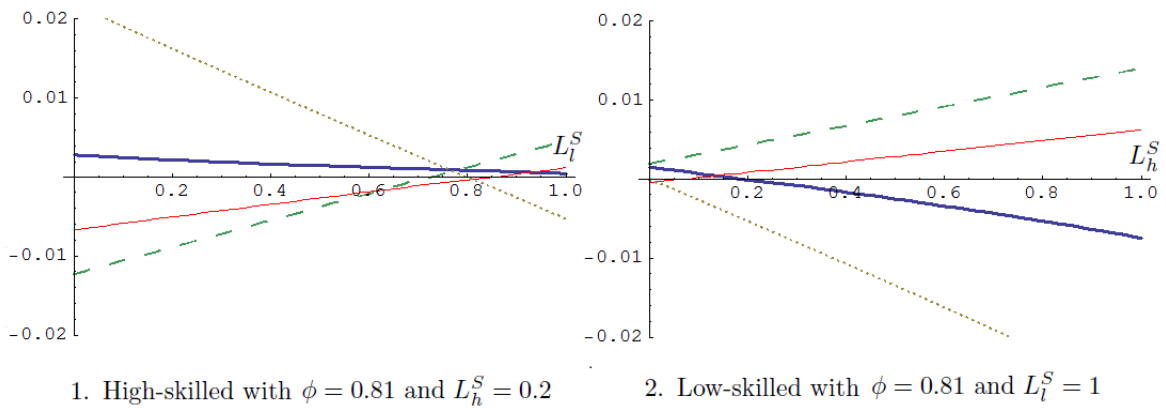 0.02
0.01
-0.01
-0.02
0.2 0.4 0.6 0.8 1.0
L_l^S
1. High-skilled with ϕ = 0.81 and L_h^S = 0.2
0.02
0.01
-0.01
-0.02
0.2 0.4 0.6 0.8 1.0
L_h^S
2. Low-skilled with ϕ = 0.81 and L_l^S = 1